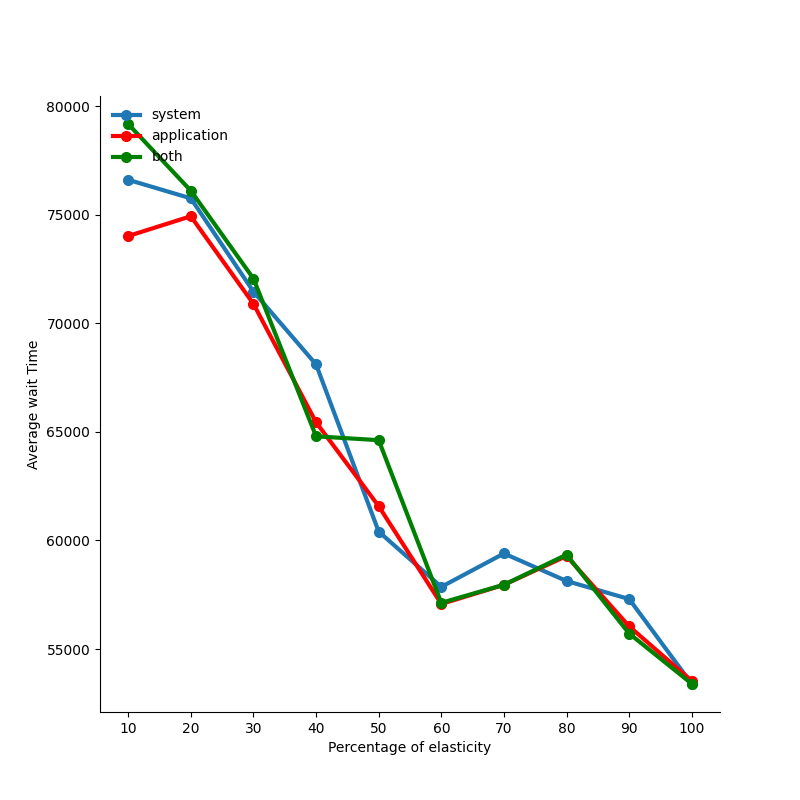 system
application
both
80000
75000
70000
65000
60000
55000
Average wait Time
10 20 30 40 50 60 70 80 90 100
Percentage of elasticity